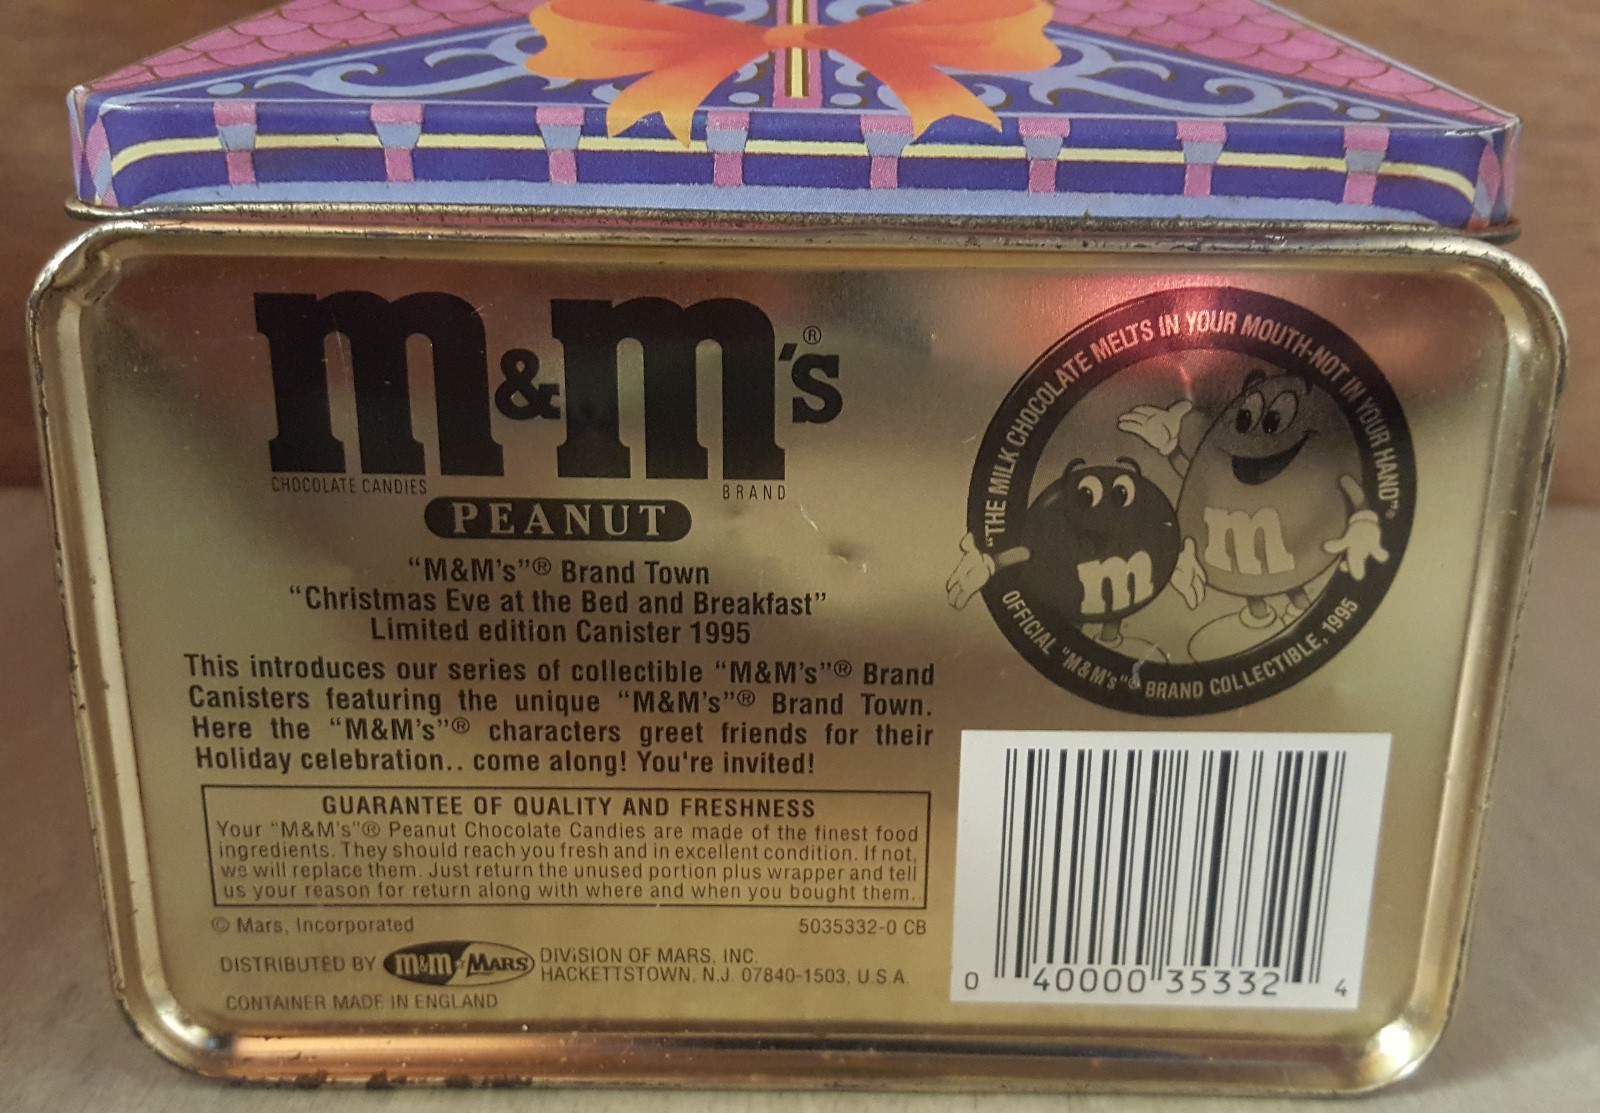 m&m's®
CHOCOLATE CANDIES BRAND
PEANUT
“M&M's”® Brand Town
“Christmas Eve at the Bed and Breakfast”
Limited edition Canister 1995
This introduces our series of collectible “M&M's”® Brand
Canisters featuring the unique “M&M's”® Brand Town.
Here the “M&M's”® characters greet friends for their
Holiday celebration.. come along! You're invited!
GUARANTEE OF QUALITY AND FRESHNESS
Your “M&M's”® Peanut Chocolate Candies are made of the finest food
ingredients. They should reach you fresh and in excellent condition. If not,
we will replace them. Just return the unused portion plus wrapper and tell
us your reason for return along with where and when you bought them.
© Mars, Incorporated 5035332-0 CB
DISTRIBUTED BY m&m MARS DIVISION OF MARS, INC.
HACKETTSTOWN, N.J. 07840-1503, U.S.A.
CONTAINER MADE IN ENGLAND
“THE MILK CHOCOLATE MELTS IN YOUR MOUTH-NOT IN YOUR HAND”®
m
m
OFFICIAL “M&M's”® BRAND COLLECTIBLE, 1995
0 40000 35332 4